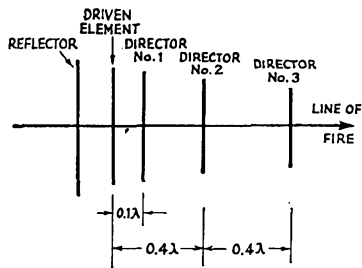 DRIVEN
ELEMENT
REFLECTOR
DIRECTOR
No.1
DIRECTOR
No.2
DIRECTOR
No.3
LINE OF
FIRE
0.1λ
0.4λ
0.4λ